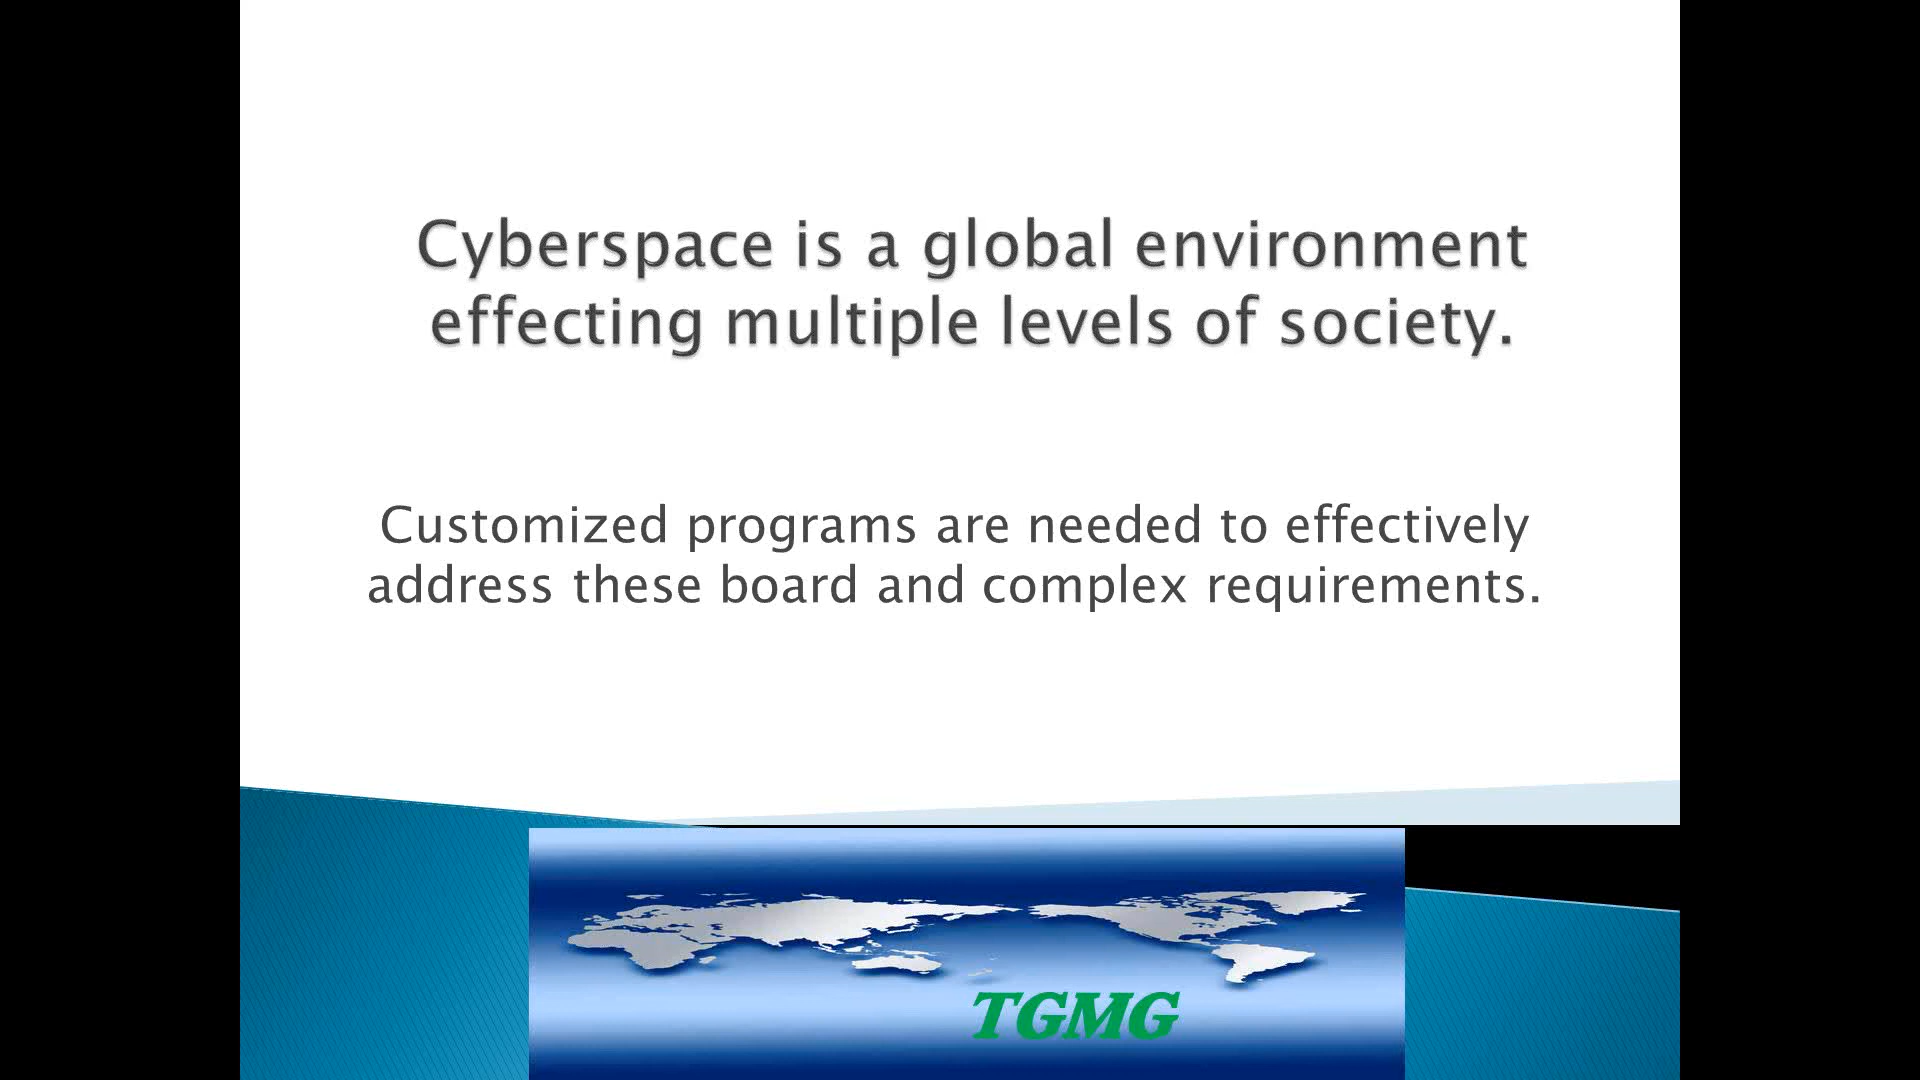 Cyberspace is a global environment
effecting multiple levels of society.
Customized programs are needed to effectively
address these board and complex requirements.
TGMG